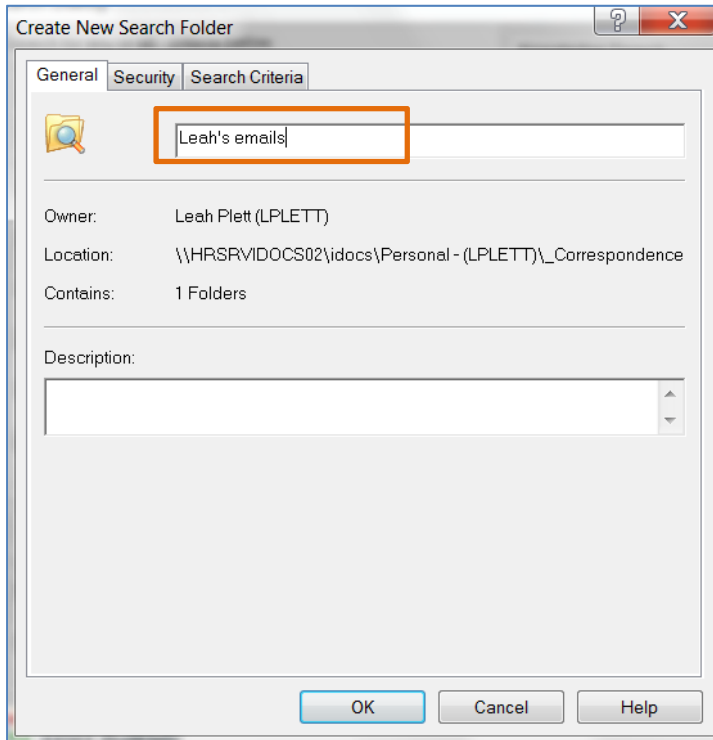 Create New Search Folder
General Security Search Criteria
Leah's emails
Owner: Leah Plett (LPLETT)
Location: \\HRSRVIDOCS02\idocs\Personal - (LPLETT)\_Correspondence
Contains: 1 Folders
Description:
OK Cancel Help